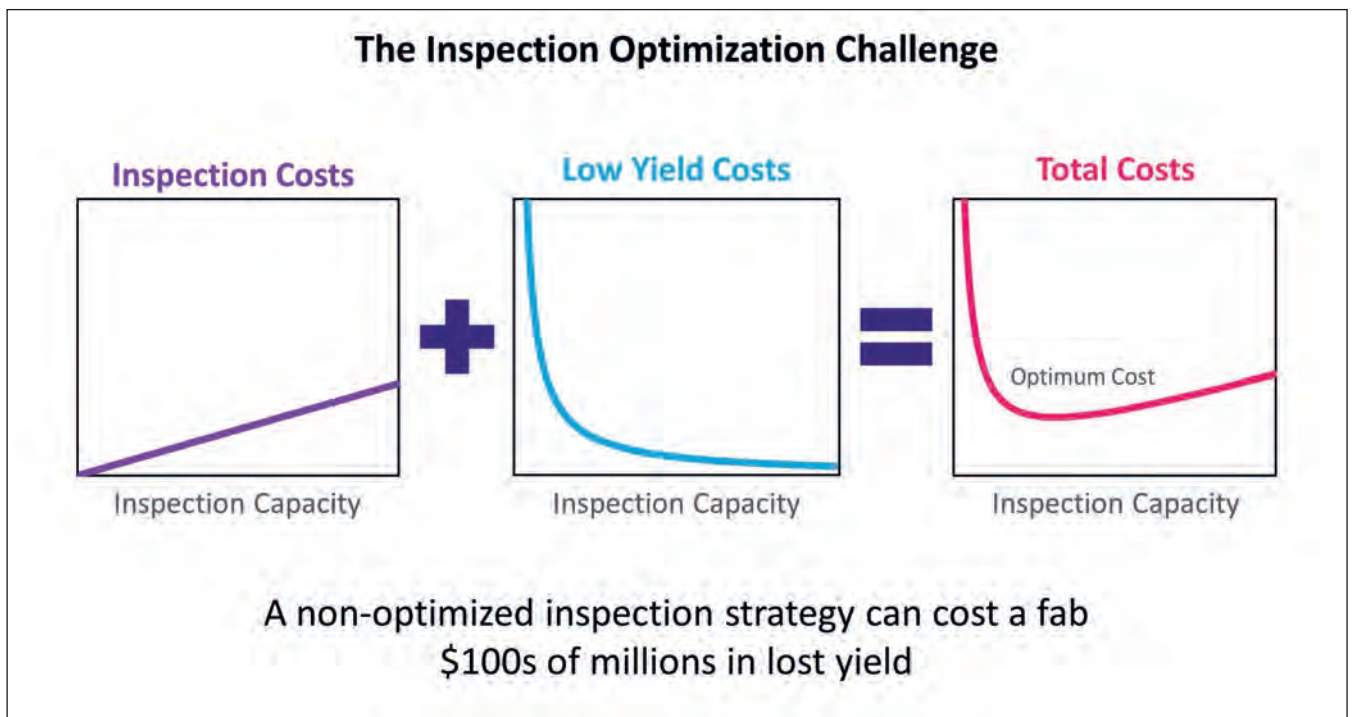 The Inspection Optimization Challenge
Inspection Costs
Low Yield Costs
Total Costs
Optimum Cost
Inspection Capacity
Inspection Capacity
Inspection Capacity
A non-optimized inspection strategy can cost a fab
$100s of millions in lost yield